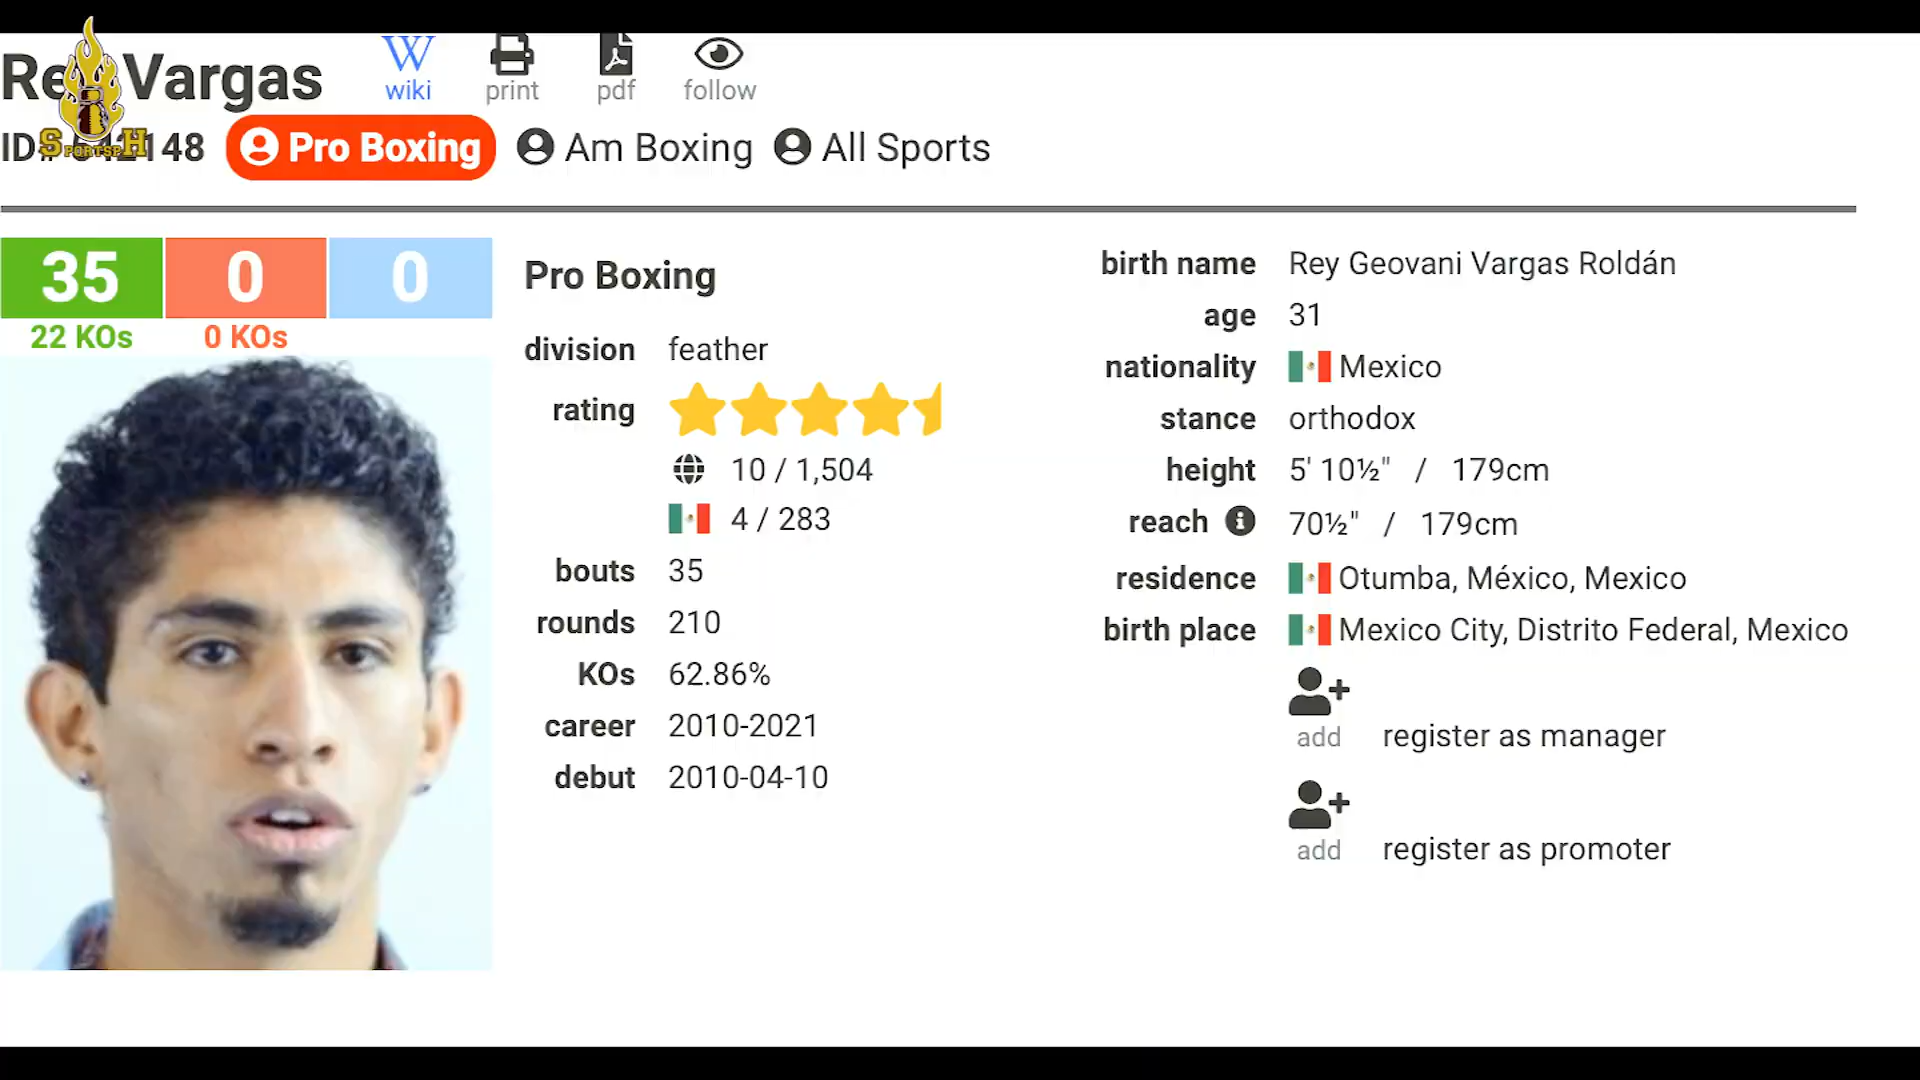 Rey Vargas
wiki print pdf follow
Pro Boxing Am Boxing All Sports
35 0 0
22 KOs 0 KOs
Pro Boxing
division feather
rating
10 / 1,504
4 / 283
bouts 35
rounds 210
KOs 62.86%
career 2010-2021
debut 2010-04-10
birth name Rey Geovani Vargas Roldán
age 31
nationality Mexico
stance orthodox
height 5' 10½" / 179cm
reach 70½" / 179cm
residence Otumba, México, Mexico
birth place Mexico City, Distrito Federal, Mexico
add register as manager
add register as promoter